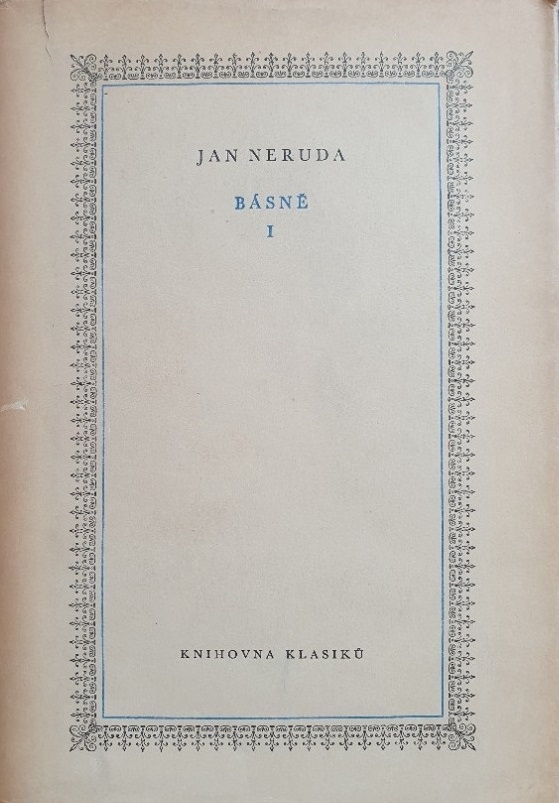 JAN NERUDA
BÁSNĚ
I
KNIHOVNA KLASIKŮ